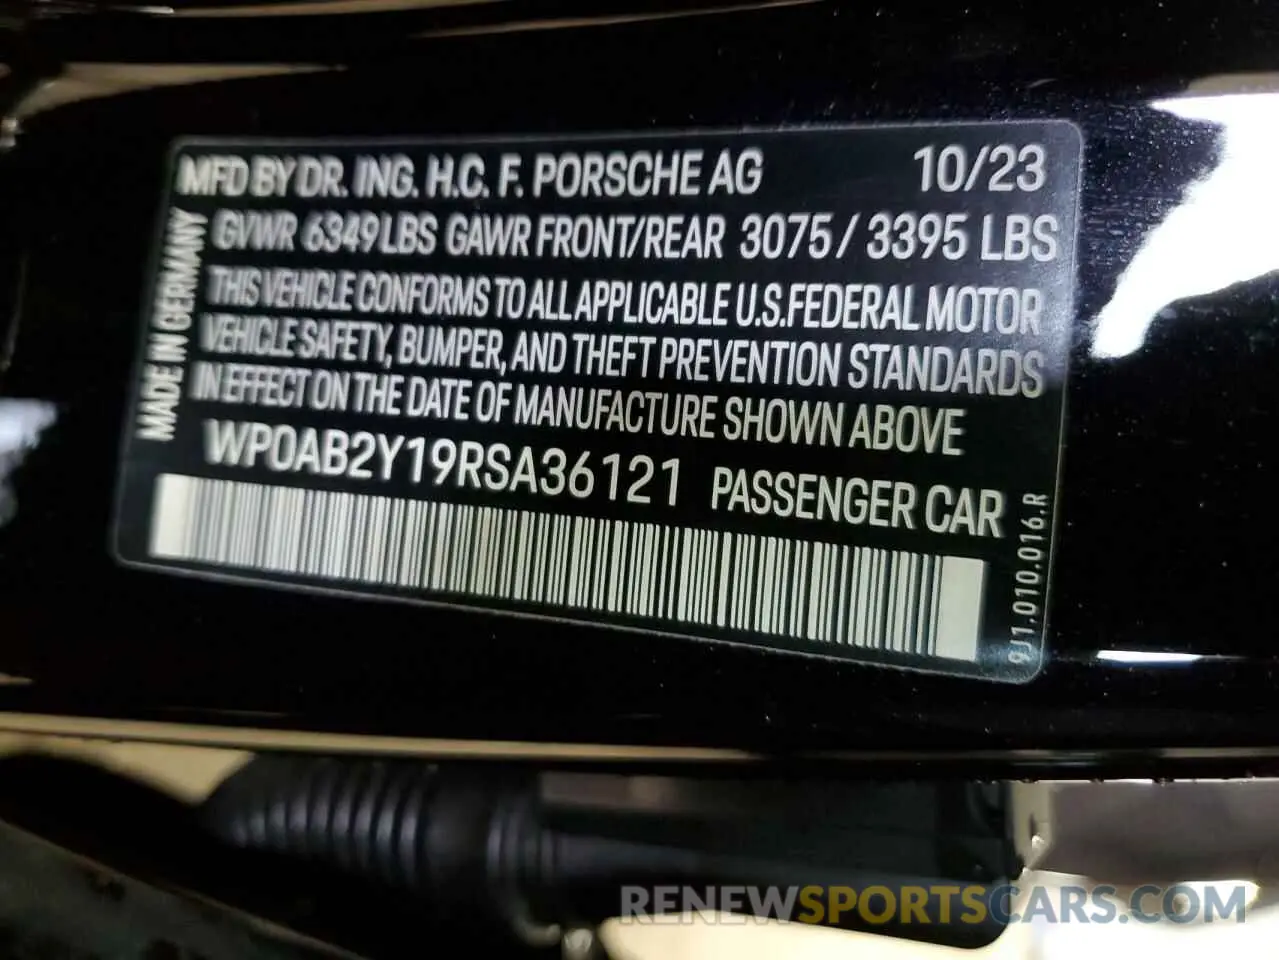 MFD BY DR. ING. H.C. F. PORSCHE AG 10/23
GVWR 6349 LBS GAWR FRONT/REAR 3075 / 3395 LBS
THIS VEHICLE CONFORMS TO ALL APPLICABLE U.S.FEDERAL MOTOR
VEHICLE SAFETY, BUMPER, AND THEFT PREVENTION STANDARDS
IN EFFECT ON THE DATE OF MANUFACTURE SHOWN ABOVE
WP0AB2Y19RSA36121 PASSENGER CAR
MADE IN GERMANY
9J1.010.016.R
RENEWSPORTSCARS.COM